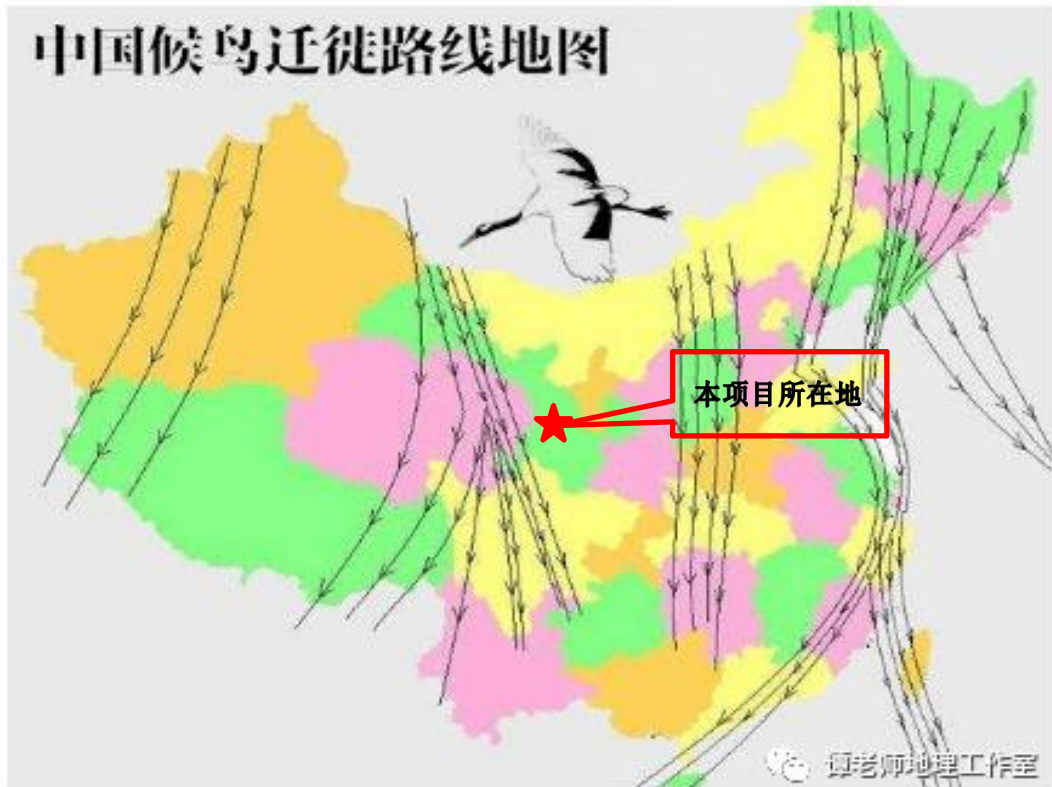 中国候鸟迁徙路线地图
本项目所在地
谭老师地理工作室